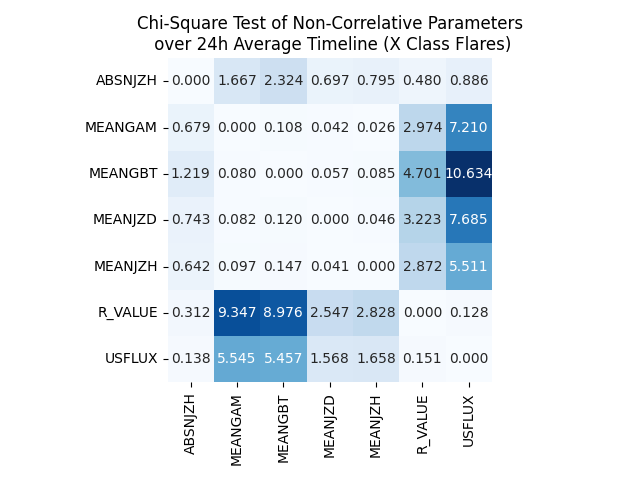 Chi-Square Test of Non-Correlative Parameters
over 24h Average Timeline (X Class Flares)
ABSNJZH 0.000 1.667 2.324 0.697 0.795 0.480 0.886
MEANGAM 0.679 0.000 0.108 0.042 0.026 2.974 7.210
MEANGBT 1.219 0.080 0.000 0.057 0.085 4.701 10.634
MEANJZD 0.743 0.082 0.120 0.000 0.046 3.223 7.685
MEANJZH 0.642 0.097 0.147 0.041 0.000 2.872 5.511
R_VALUE 0.312 9.347 8.976 2.547 2.828 0.000 0.128
USFLUX 0.138 5.545 5.457 1.568 1.658 0.151 0.000
ABSNJZH
MEANGAM
MEANGBT
MEANJZD
MEANJZH
R_VALUE
USFLUX